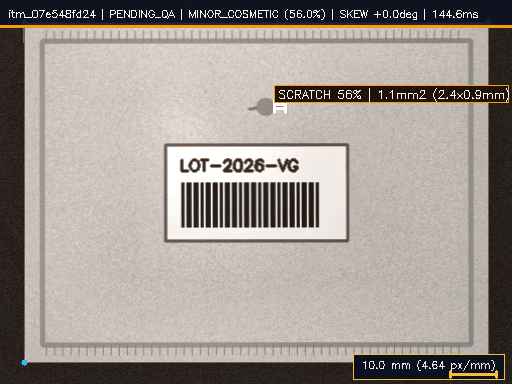 itm_07e548fd24 | PENDING_QA | MINOR_COSMETIC (56.0%) | SKEW +0.0deg | 144.6ms
SCRATCH 56% | 1.1mm2 (2.4x0.9mm)
LOT-2026-VG
10.0 mm (4.64 px/mm)